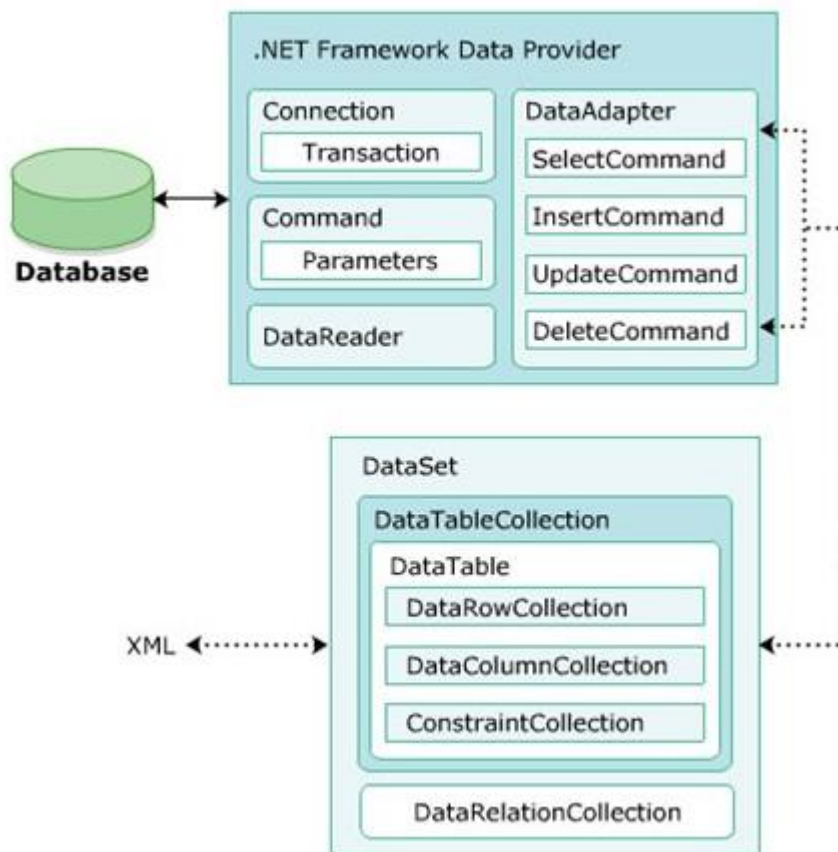 .NET Framework Data Provider
Connection
Transaction
Command
Parameters
DataReader
DataAdapter
SelectCommand
InsertCommand
UpdateCommand
DeleteCommand
Database
DataSet
DataTableCollection
DataTable
DataRowCollection
DataColumnCollection
ConstraintCollection
DataRelationCollection
XML